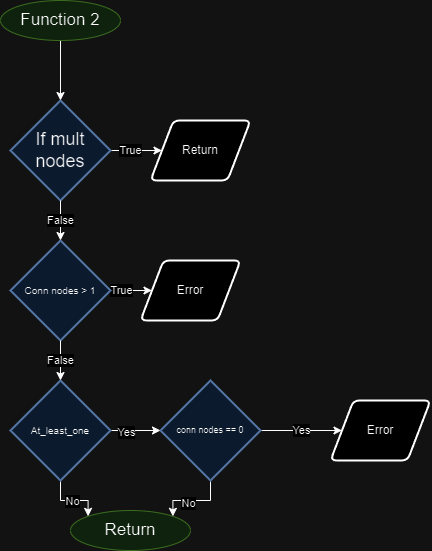 Function 2
If mult
nodes
True
Return
False
Conn nodes > 1
True
Error
False
At_least_one
Yes
conn nodes == 0
Yes
Error
No
No
Return